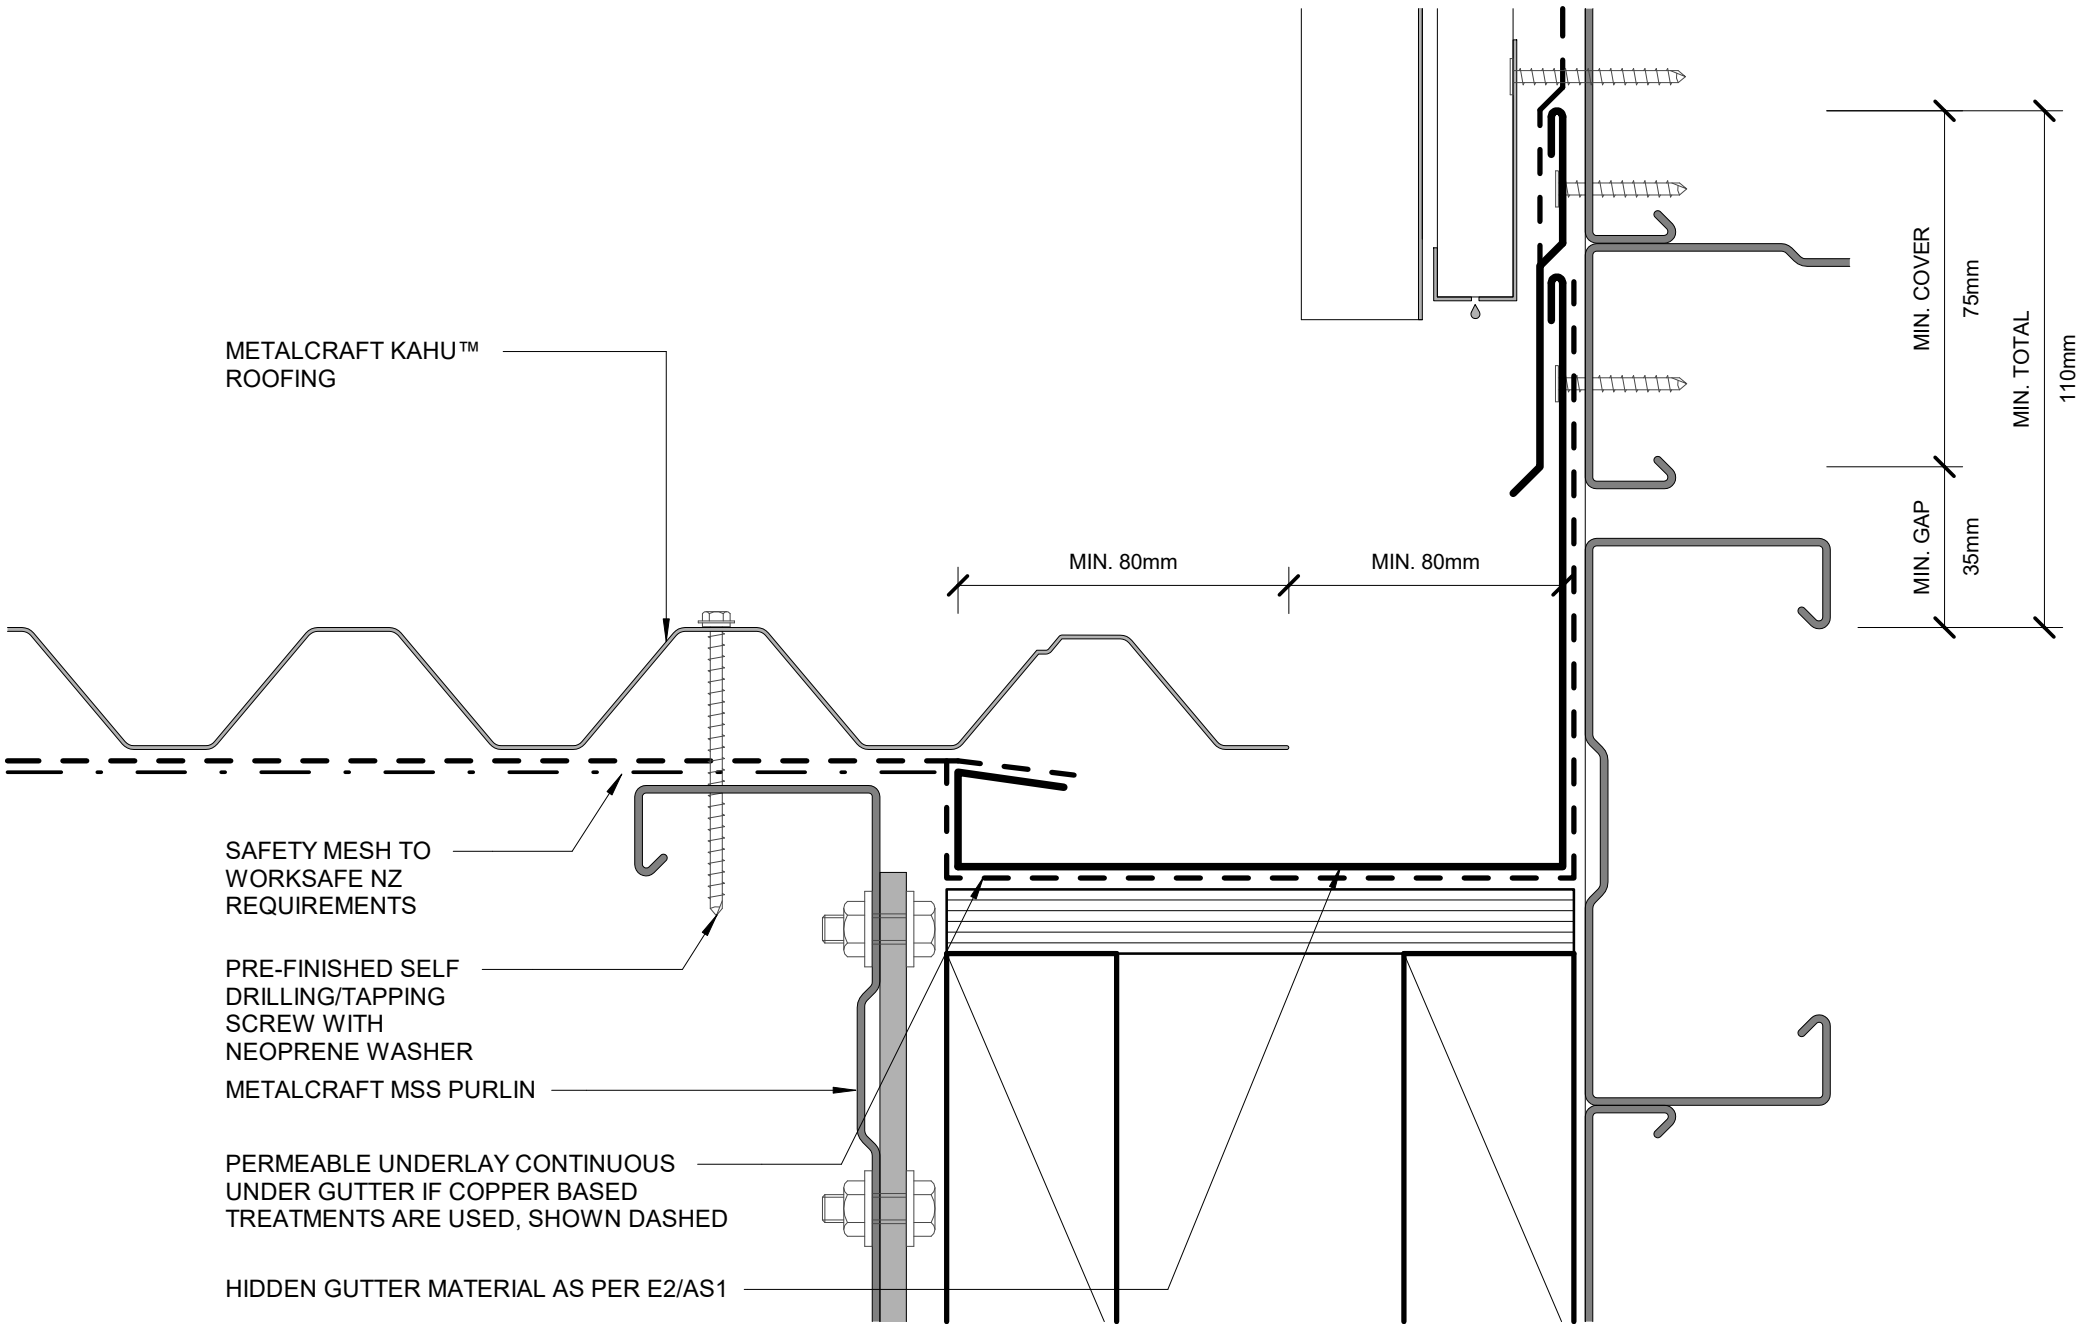 METALCRAFT KAHU™
ROOFING
SAFETY MESH TO
WORKSAFE NZ
REQUIREMENTS
PRE-FINISHED SELF
DRILLING/TAPPING
SCREW WITH
NEOPRENE WASHER
METALCRAFT MSS PURLIN
PERMEABLE UNDERLAY CONTINUOUS
UNDER GUTTER IF COPPER BASED
TREATMENTS ARE USED, SHOWN DASHED
HIDDEN GUTTER MATERIAL AS PER E2/AS1
MIN. 80mm
MIN. 80mm
MIN. COVER
75mm
MIN. GAP
35mm
MIN. TOTAL
110mm